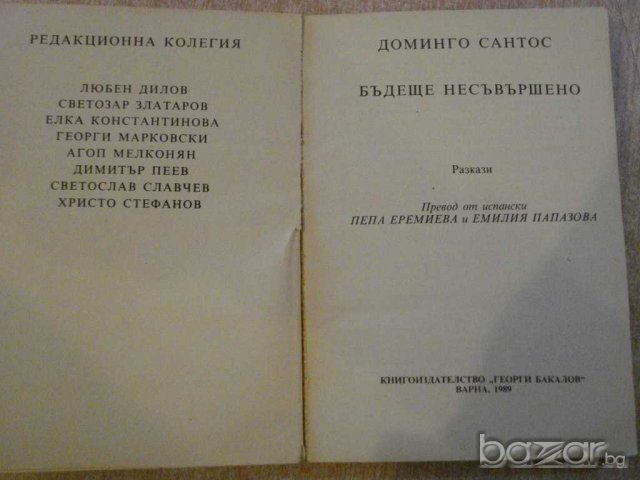 РЕДАКЦИОННА КОЛЕГИЯ
ЛЮБЕН ДИЛОВ
СВЕТОЗАР ЗЛАТАРОВ
ЕЛКА КОНСТАНТИНОВА
ГЕОРГИ МАРКОВСКИ
АГОП МЕЛКОНЯН
ДИМИТЪР ПЕЕВ
СВЕТОСЛАВ СЛАВЧЕВ
ХРИСТО СТЕФАНОВ
ДОМИНГО САНТОС
БЪДЕЩЕ НЕСЪВЪРШЕНО
Разкази
Превод от испански
ПЕПА ЕРЕМИЕВА и ЕМИЛИЯ ПАПАЗОВА
КНИГОИЗДАТЕЛСТВО „ГЕОРГИ БАКАЛОВ"
ВАРНА, 1989
bazar.bg